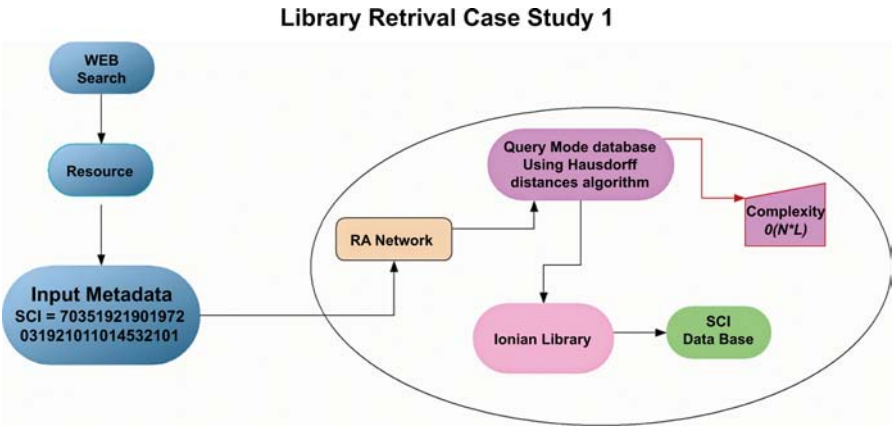 Library Retrival Case Study 1
WEB
Search
Resource
Input Metadata
SCI = 70351921901972
031921011014532101
RA Network
Query Mode database
Using Hausdorff
distances algorithm
Complexity
0(N*L)
Ionian Library
SCI
Data Base